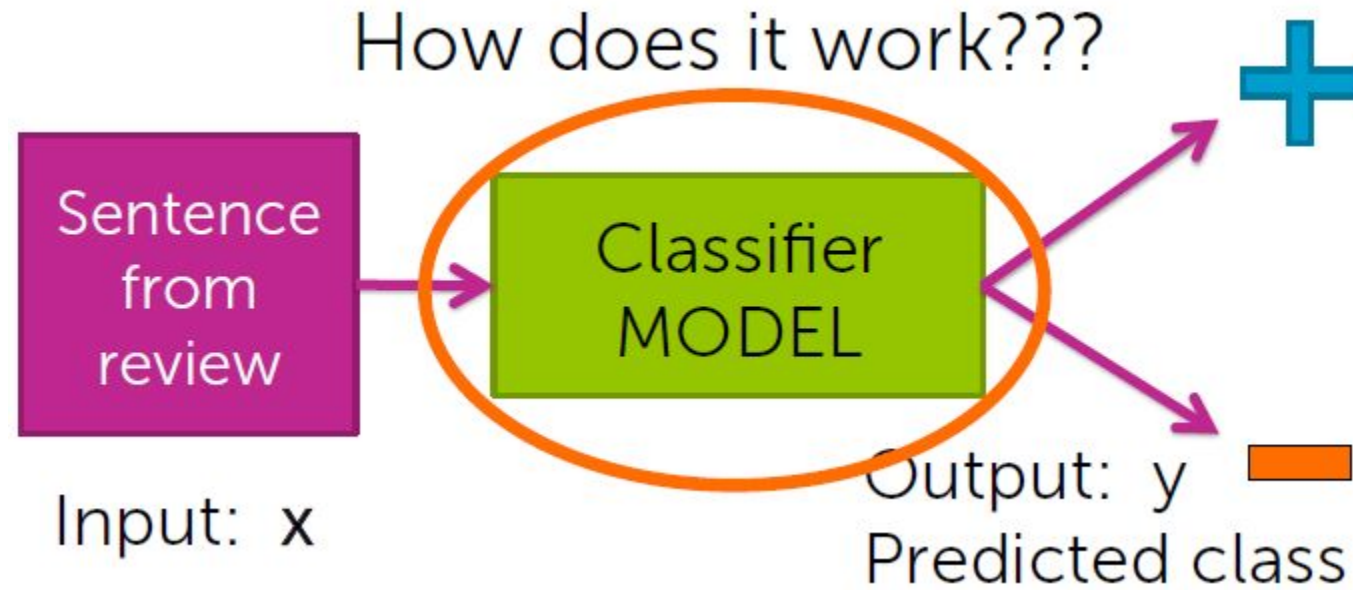 How does it work???
Sentence
from
review
Classifier
MODEL
Input: x
Output: y
Predicted class